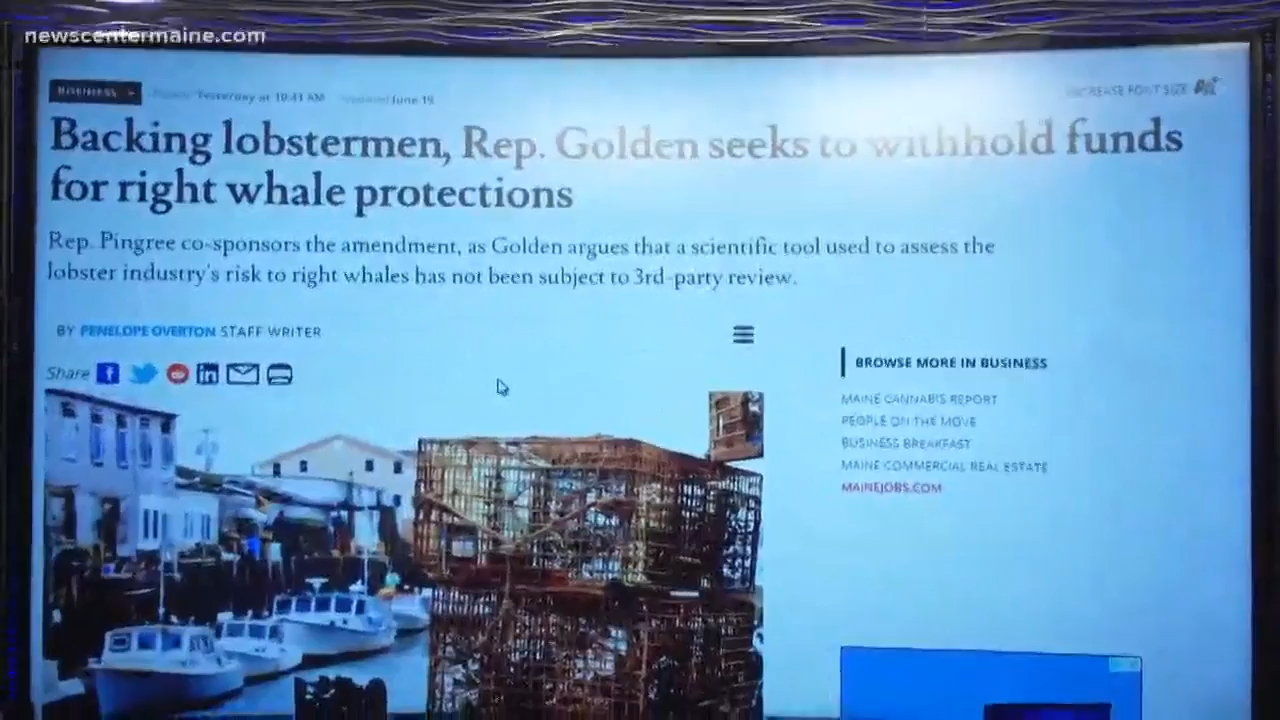 newscentermaine.com
BUSINESS
Yesterday at 10:41 AM Updated June 19
INCREASE FONT SIZE
Backing lobstermen, Rep. Golden seeks to withhold funds
for right whale protections
Rep. Pingree co-sponsors the amendment, as Golden argues that a scientific tool used to assess the
lobster industry's risk to right whales has not been subject to 3rd-party review.
BY PENELOPE OVERTON STAFF WRITER
Share
BROWSE MORE IN BUSINESS
MAINE CANNABIS REPORT
PEOPLE ON THE MOVE
BUSINESS BREAKFAST
MAINE COMMERCIAL REAL ESTATE
MAINEJOBS.COM